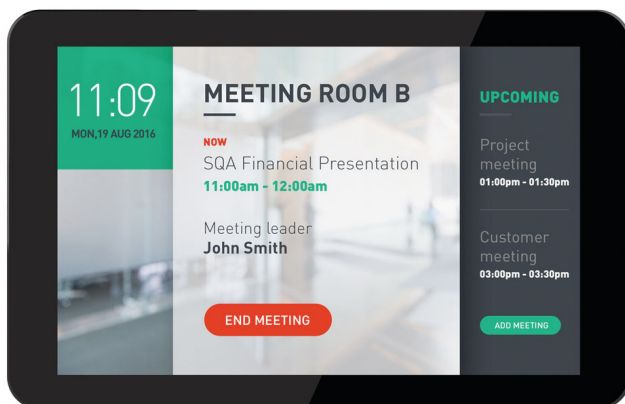 11:09
MON,19 AUG 2016
MEETING ROOM B
NOW
SQA Financial Presentation
11:00am - 12:00am
Meeting leader
John Smith
END MEETING
UPCOMING
Project
meeting
01:00pm - 01:30pm
Customer
meeting
03:00pm - 03:30pm
ADD MEETING